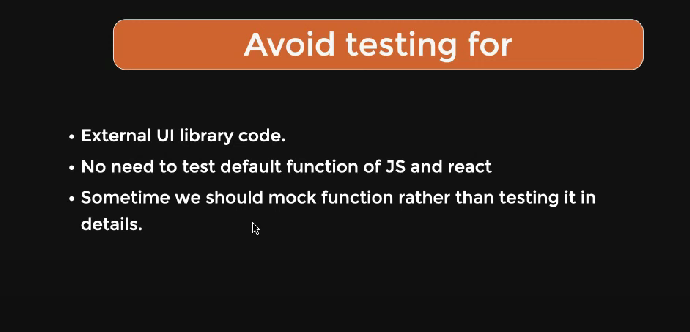 Avoid testing for
• External UI library code.
• No need to test default function of JS and react
• Sometime we should mock function rather than testing it in
details.